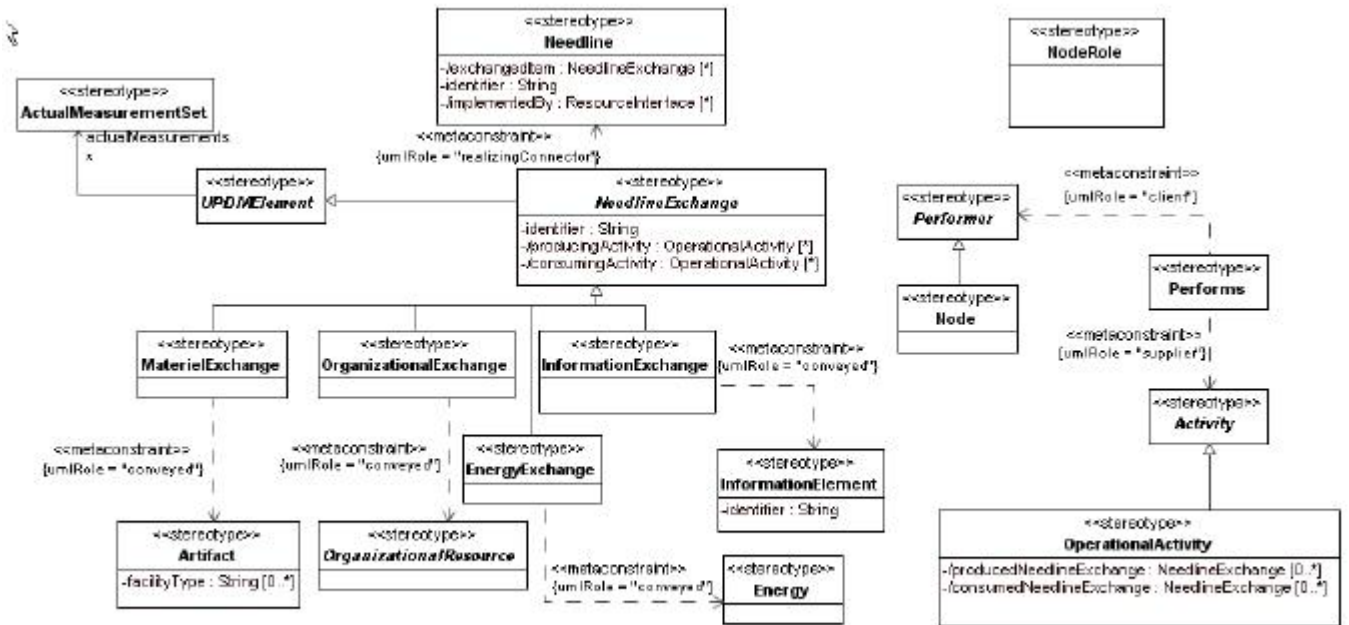 <<stereotype>>
Needline
-/exchangedItem : NeedlineExchange [*]
-identifier : String
-/implementedBy : ResourceInterface [*]
<<stereotype>>
NodeRole
<<stereotype>>
ActualMeasurementSet
actualMeasurements
*
<<metaconstraint>>
{umlRole = "realizingConnector"}
<<stereotype>>
UPDMElement
<<stereotype>>
NeedlineExchange
-identifier : String
-/producingActivity : OperationalActivity [*]
-/consumingActivity : OperationalActivity [*]
<<metaconstraint>>
{umlRole = "client"}
<<stereotype>>
Performer
<<stereotype>>
Performs
<<stereotype>>
Node
<<metaconstraint>>
{umlRole = "supplier"}
<<stereotype>>
MaterielExchange
<<stereotype>>
OrganizationalExchange
<<stereotype>>
InformationExchange
<<metaconstraint>>
{umlRole = "conveyed"}
<<stereotype>>
Activity
<<metaconstraint>>
{umlRole = "conveyed"}
<<metaconstraint>>
{umlRole = "conveyed"}
<<stereotype>>
EnergyExchange
<<stereotype>>
InformationElement
-identifier : String
<<stereotype>>
Artifact
-facilityType : String [0..*]
<<stereotype>>
OrganizationalResource
<<metaconstraint>>
{umlRole = "conveyed"}
<<stereotype>>
Energy
<<stereotype>>
OperationalActivity
-/producedNeedlineExchange : NeedlineExchange [0..*]
-/consumedNeedlineExchange : NeedlineExchange [0..*]